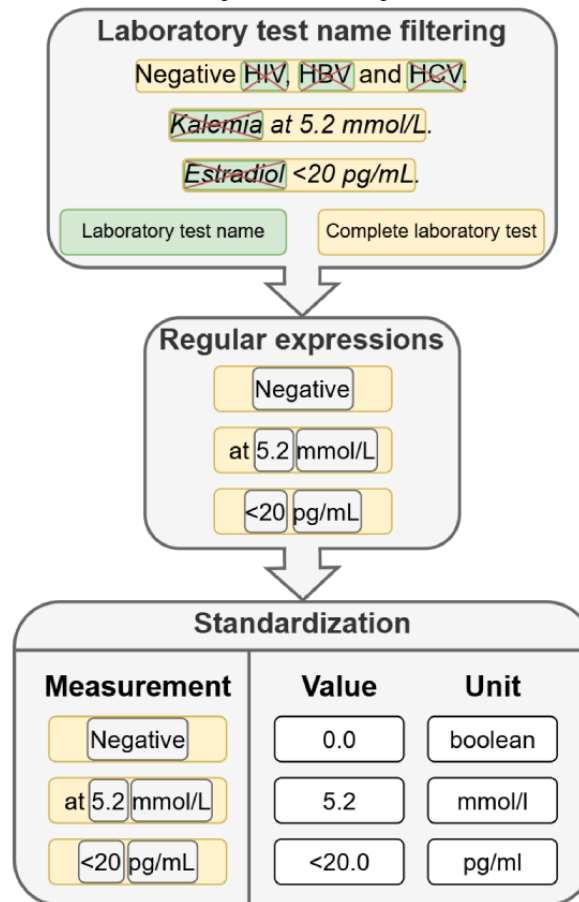 Laboratory test name filtering
Negative HIV, HBV and HCV.
Kalemia at 5.2 mmol/L.
Estradiol <20 pg/mL.
Laboratory test name Complete laboratory test
Regular expressions
Negative
at 5.2 mmol/L
<20 pg/mL
Standardization
Measurement Value Unit
Negative 0.0 boolean
at 5.2 mmol/L 5.2 mmol/l
<20 pg/mL <20.0 pg/ml